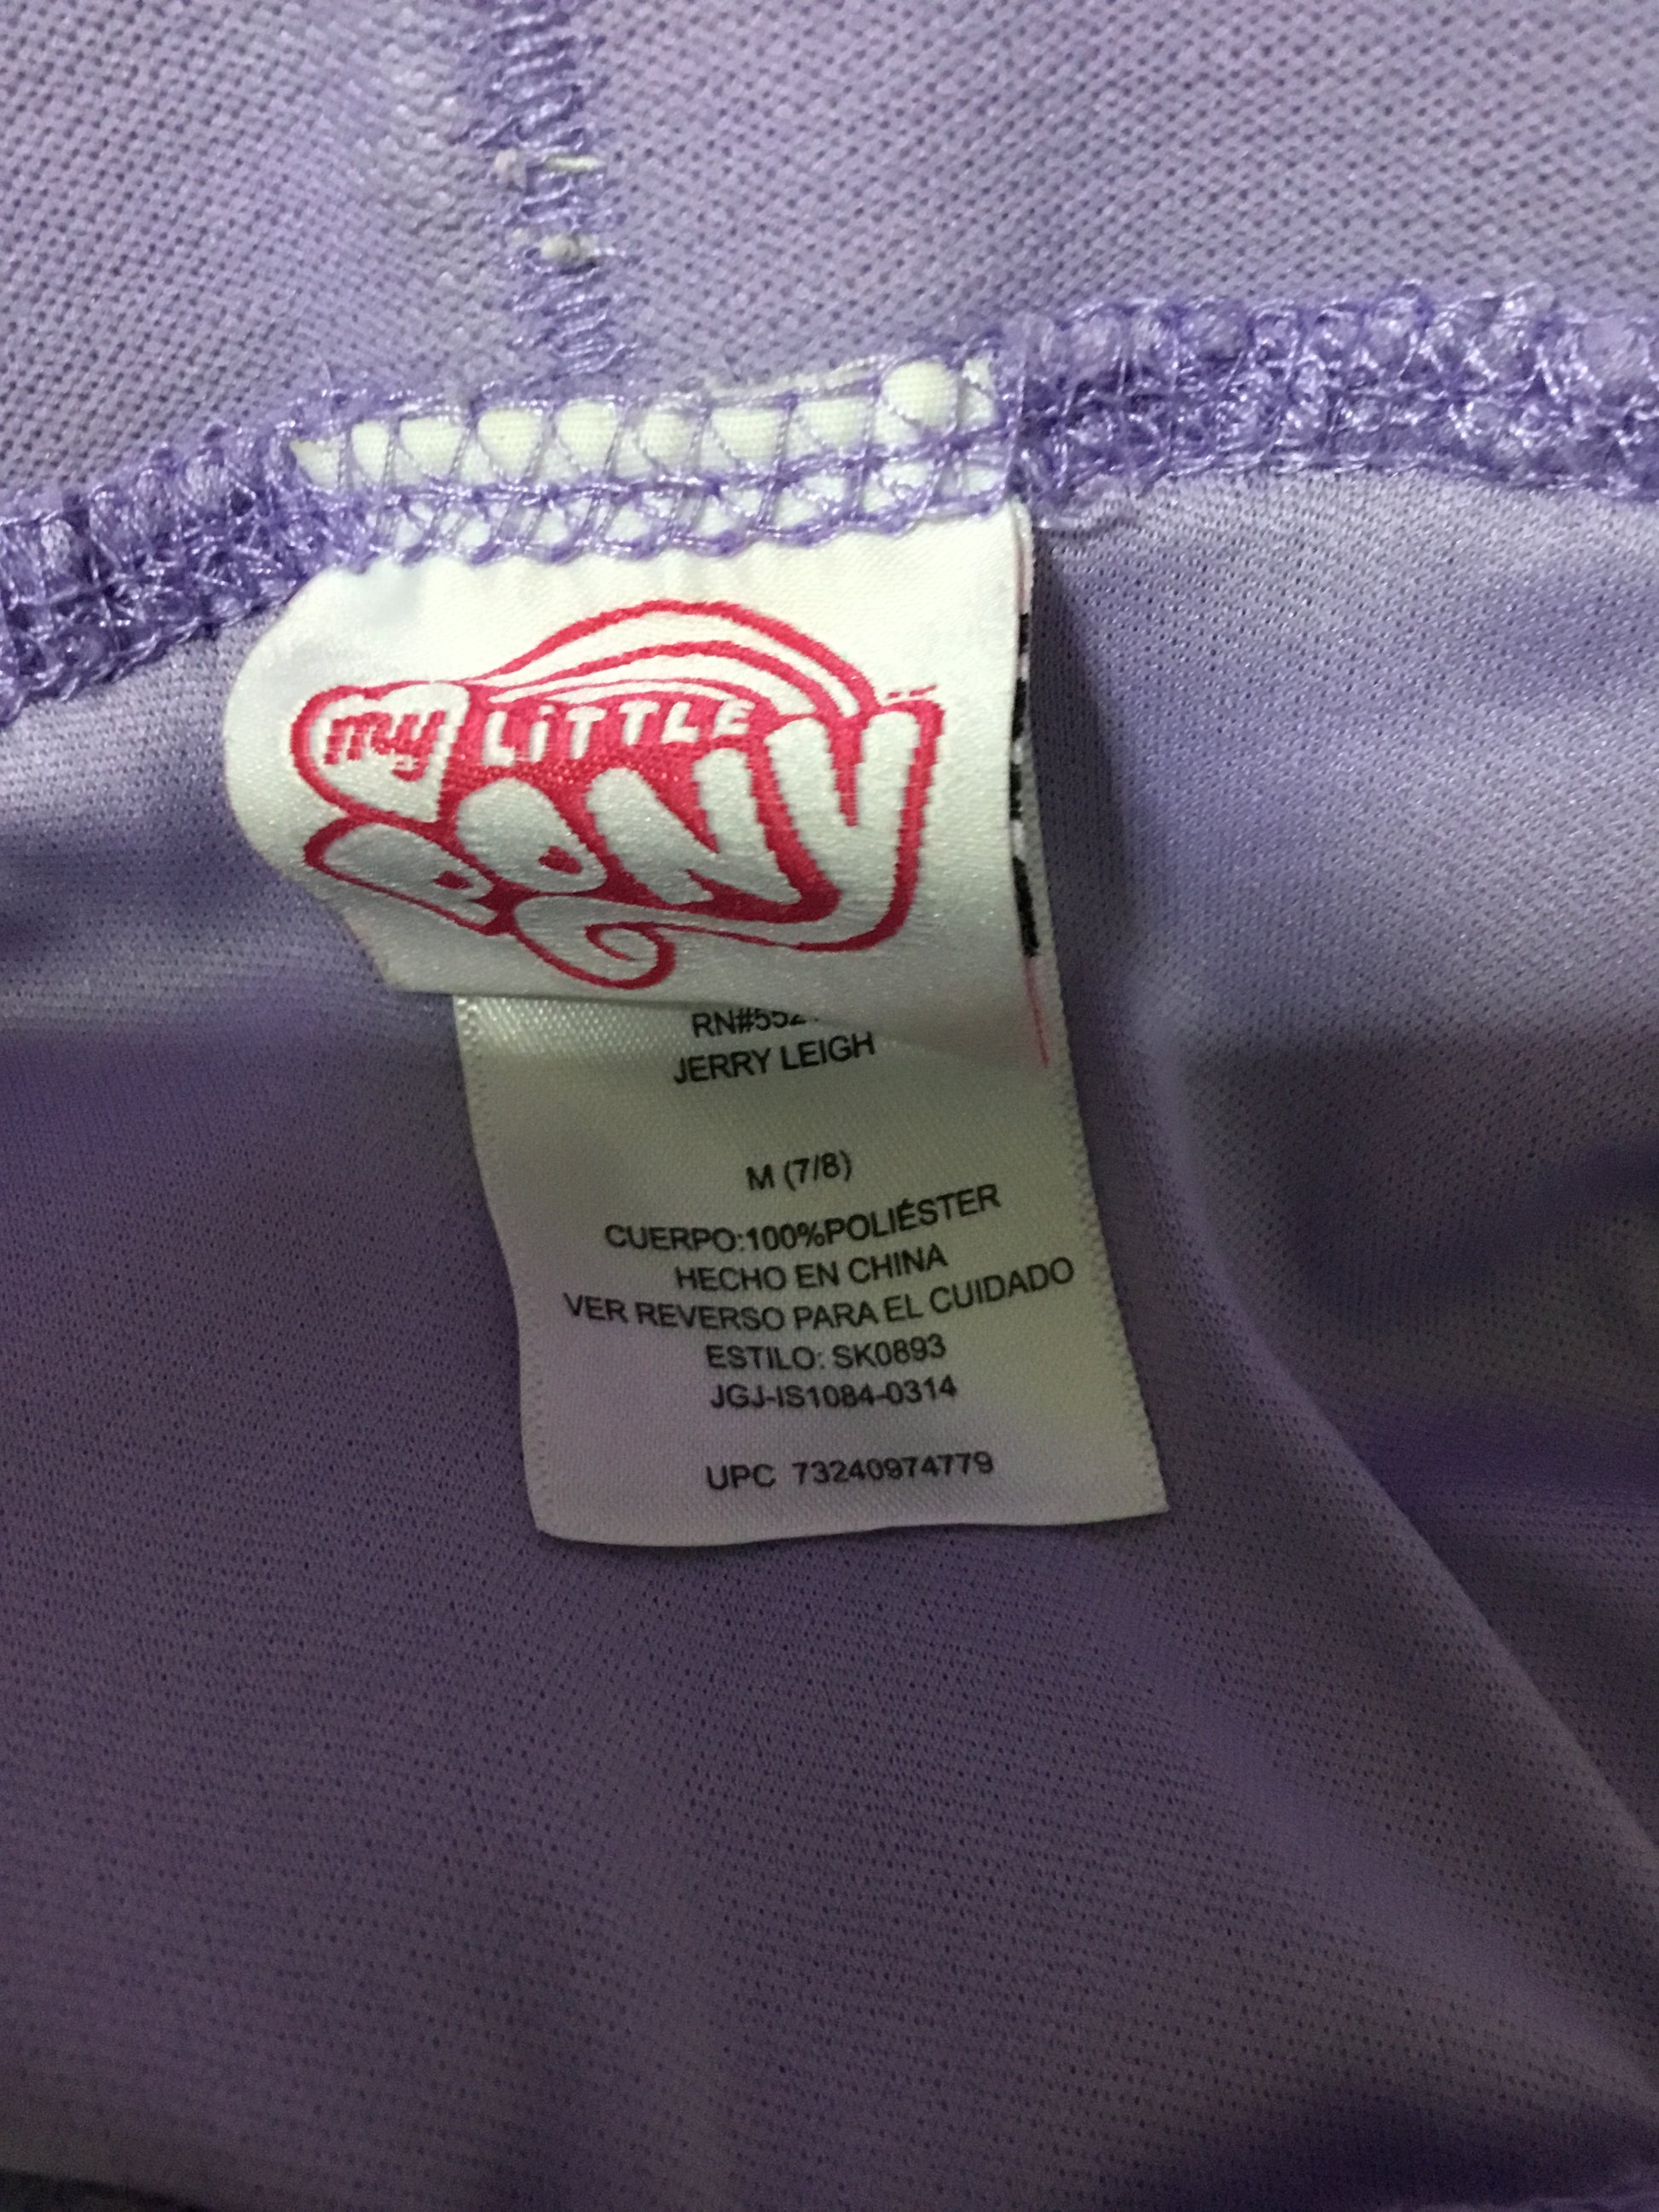 my LiTTLE
PONY
JERRY LEIGH
M (7/8)
CUERPO:100%POLIÉSTER
HECHO EN CHINA
VER REVERSO PARA EL CUIDADO
ESTILO: SK0893
JGJ-IS1084-0314
UPC 73240974779